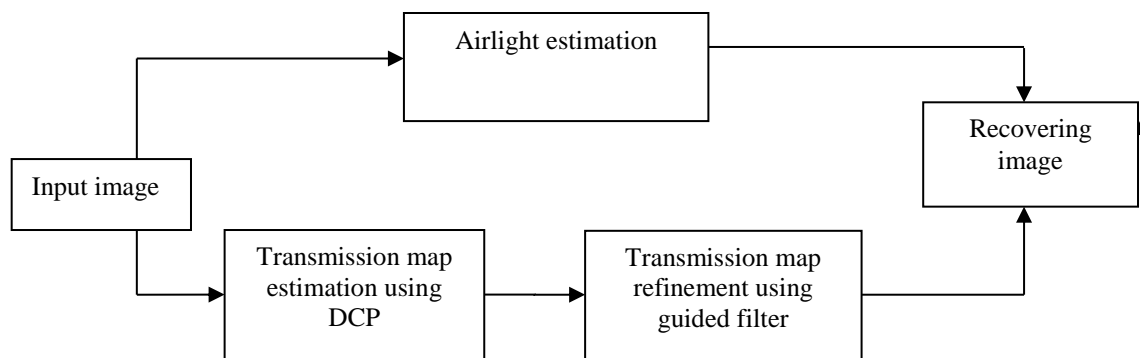 Airlight estimation
Recovering
image
Input image
Transmission map
estimation using
DCP
Transmission map
refinement using
guided filter